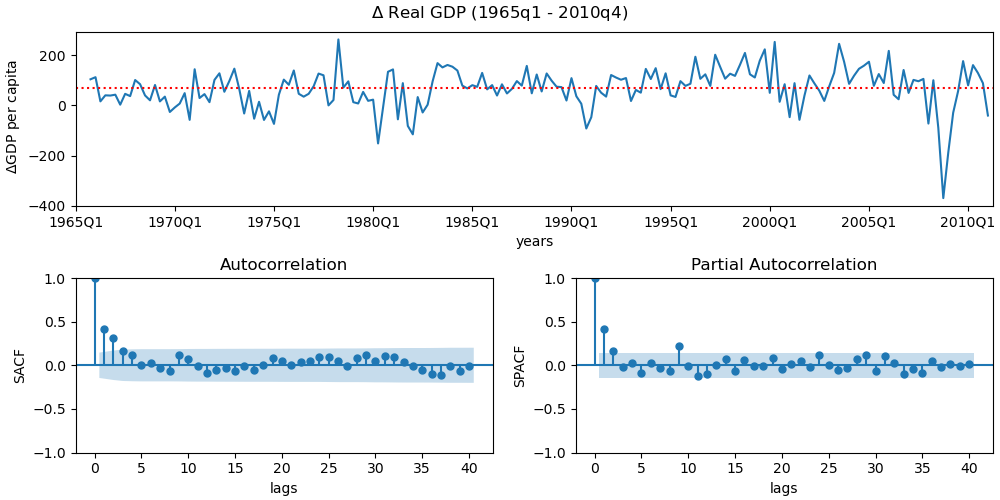 Δ Real GDP (1965q1 - 2010q4)
ΔGDP per capita
200
0
−200
−400
1965Q1 1970Q1 1975Q1 1980Q1 1985Q1 1990Q1 1995Q1 2000Q1 2005Q1 2010Q1
years
Autocorrelation
SACF
1.0
0.5
0.0
−0.5
−1.0
0 5 10 15 20 25 30 35 40
lags
Partial Autocorrelation
SPACF
1.0
0.5
0.0
−0.5
−1.0
0 5 10 15 20 25 30 35 40
lags